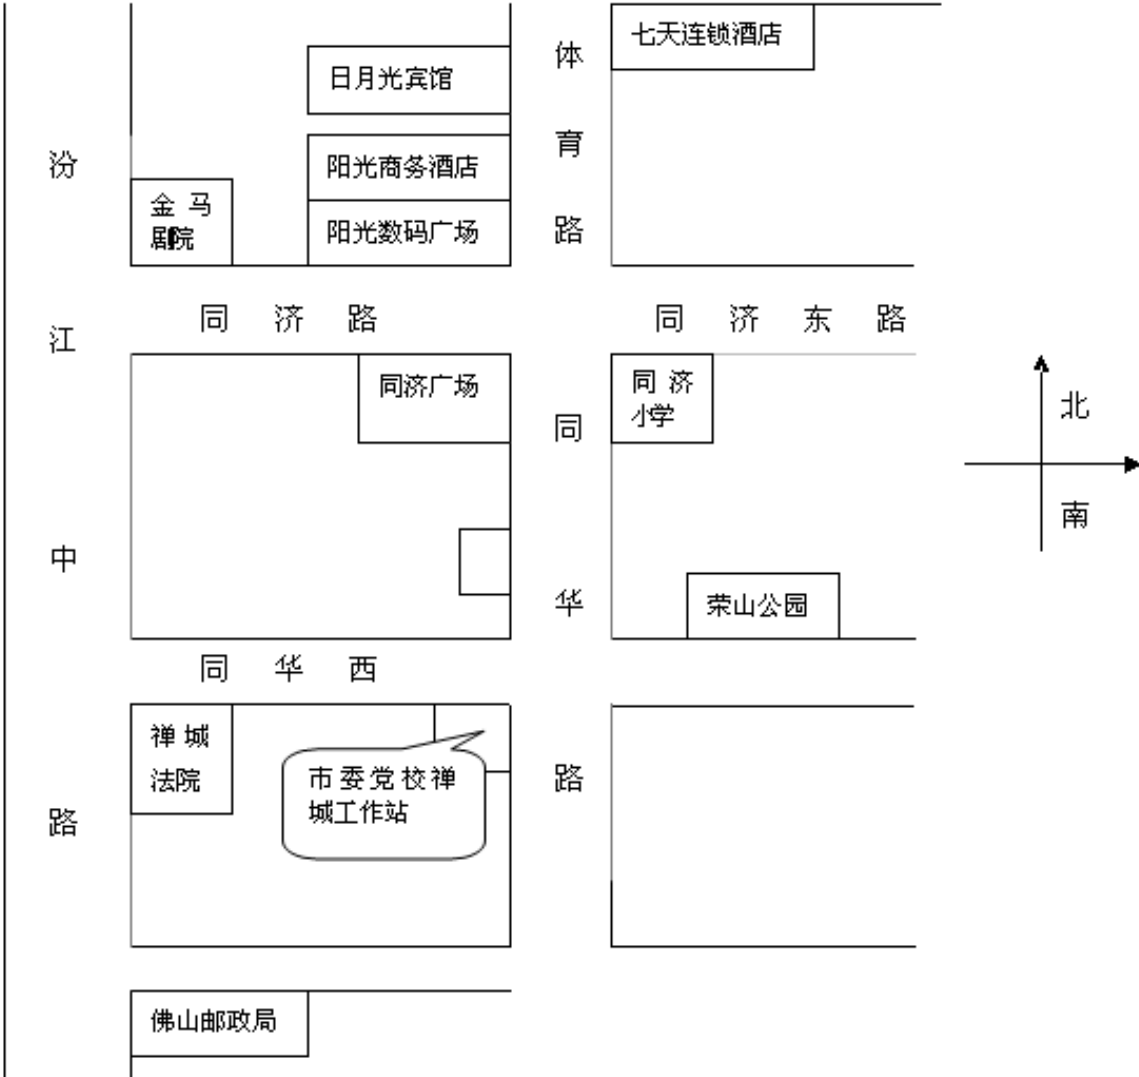 七天连锁酒店
日月光宾馆
阳光商务酒店
阳光数码广场
金马
剧院
体育路
同济路
同济东路
同济广场
同济
小学
北
南
荣山公园
同华西
同华路
禅城
法院
市委党校禅
城工作站
汾江中路
佛山邮政局